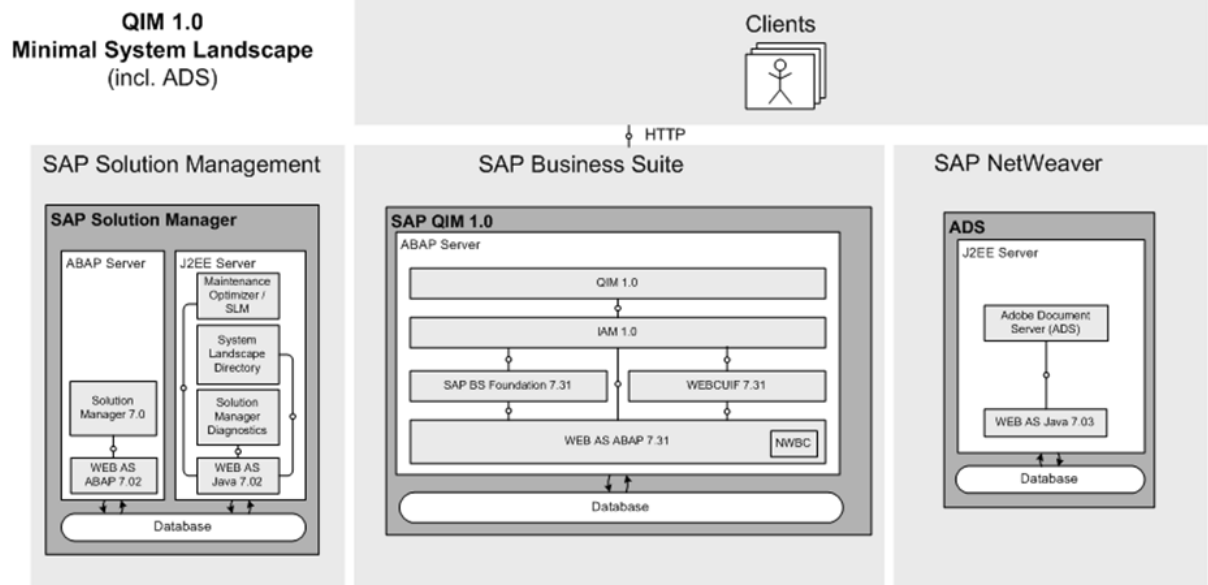 QIM 1.0
Minimal System Landscape
(incl. ADS)
Clients
HTTP
SAP Solution Management
SAP Solution Manager
ABAP Server
Solution
Manager 7.0
WEB AS
ABAP 7.02
J2EE Server
Maintenance
Optimizer /
SLM
System
Landscape
Directory
Solution
Manager
Diagnostics
WEB AS
Java 7.02
Database
SAP Business Suite
SAP QIM 1.0
ABAP Server
QIM 1.0
IAM 1.0
SAP BS Foundation 7.31
WEBCUIF 7.31
WEB AS ABAP 7.31
NWBC
Database
SAP NetWeaver
ADS
J2EE Server
Adobe Document
Server (ADS)
WEB AS Java 7.03
Database